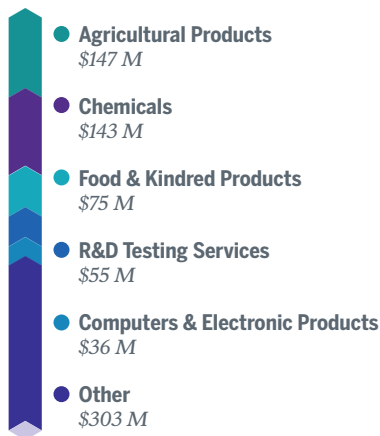 Agricultural Products
$147 M
Chemicals
$143 M
Food & Kindred Products
$75 M
R&D Testing Services
$55 M
Computers & Electronic Products
$36 M
Other
$303 M